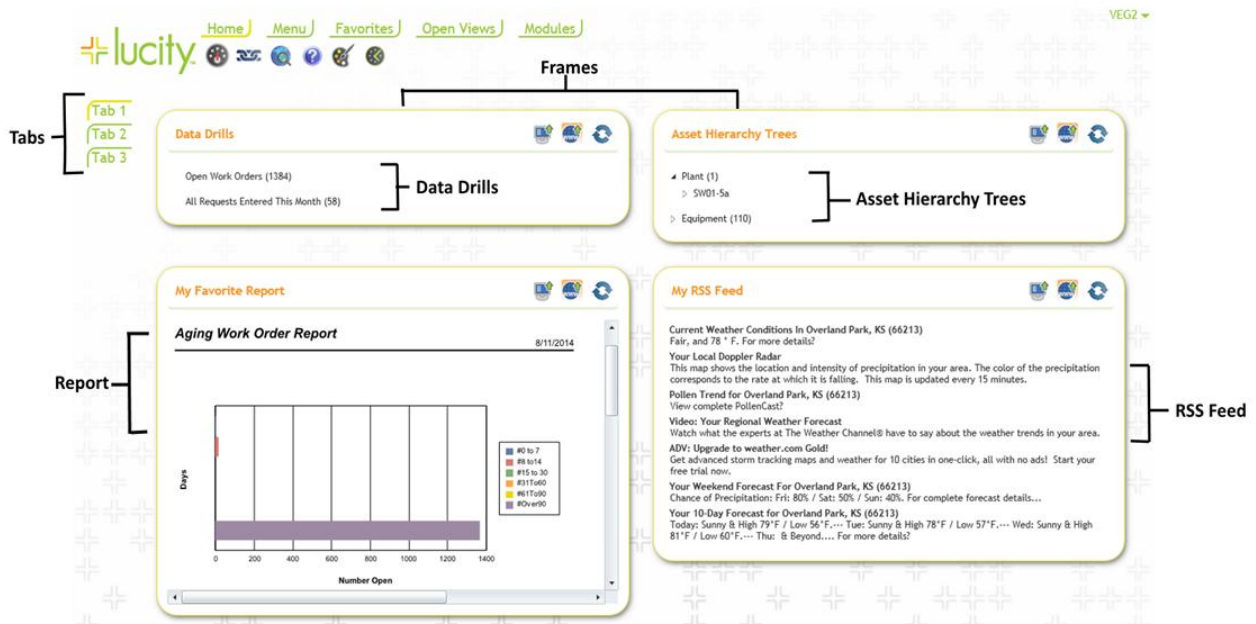 VEG2
Home
Menu
Favorites
Open Views
Modules
lucity
Frames
Tabs
Tab 1
Tab 2
Tab 3
Data Drills
Open Work Orders (1384)
All Requests Entered This Month (58)
Data Drills
Asset Hierarchy Trees
Plant (1)
SW01-5a
Equipment (110)
Asset Hierarchy Trees
My Favorite Report
Aging Work Order Report
8/11/2014
Report
Days
#0 to 7
#8 to14
#15 to 30
#31To60
#61To90
#Over90
0 200 400 600 800 1000 1200 1400
Number Open
My RSS Feed
Current Weather Conditions In Overland Park, KS (66213)
Fair, and 78 ° F. For more details?
Your Local Doppler Radar
This map shows the location and intensity of precipitation in your area. The color of the precipitation
corresponds to the rate at which it is falling. This map is updated every 15 minutes.
Pollen Trend for Overland Park, KS (66213)
View complete PollenCast?
Video: Your Regional Weather Forecast
Watch what the experts at The Weather Channel® have to say about the weather trends in your area.
ADV: Upgrade to weather.com Gold!
Get advanced storm tracking maps and weather for 10 cities in one-click, all with no ads! Start your
free trial now.
Your Weekend Forecast For Overland Park, KS (66213)
Chance of Precipitation: Fri: 80% / Sat: 50% / Sun: 40%. For complete forecast details...
Your 10-Day Forecast for Overland Park, KS (66213)
Today: Sunny & High 79°F / Low 56°F.--- Tue: Sunny & High 78°F / Low 57°F.--- Wed: Sunny & High
81°F / Low 60°F.--- Thu: & Beyond.... For more details?
RSS Feed